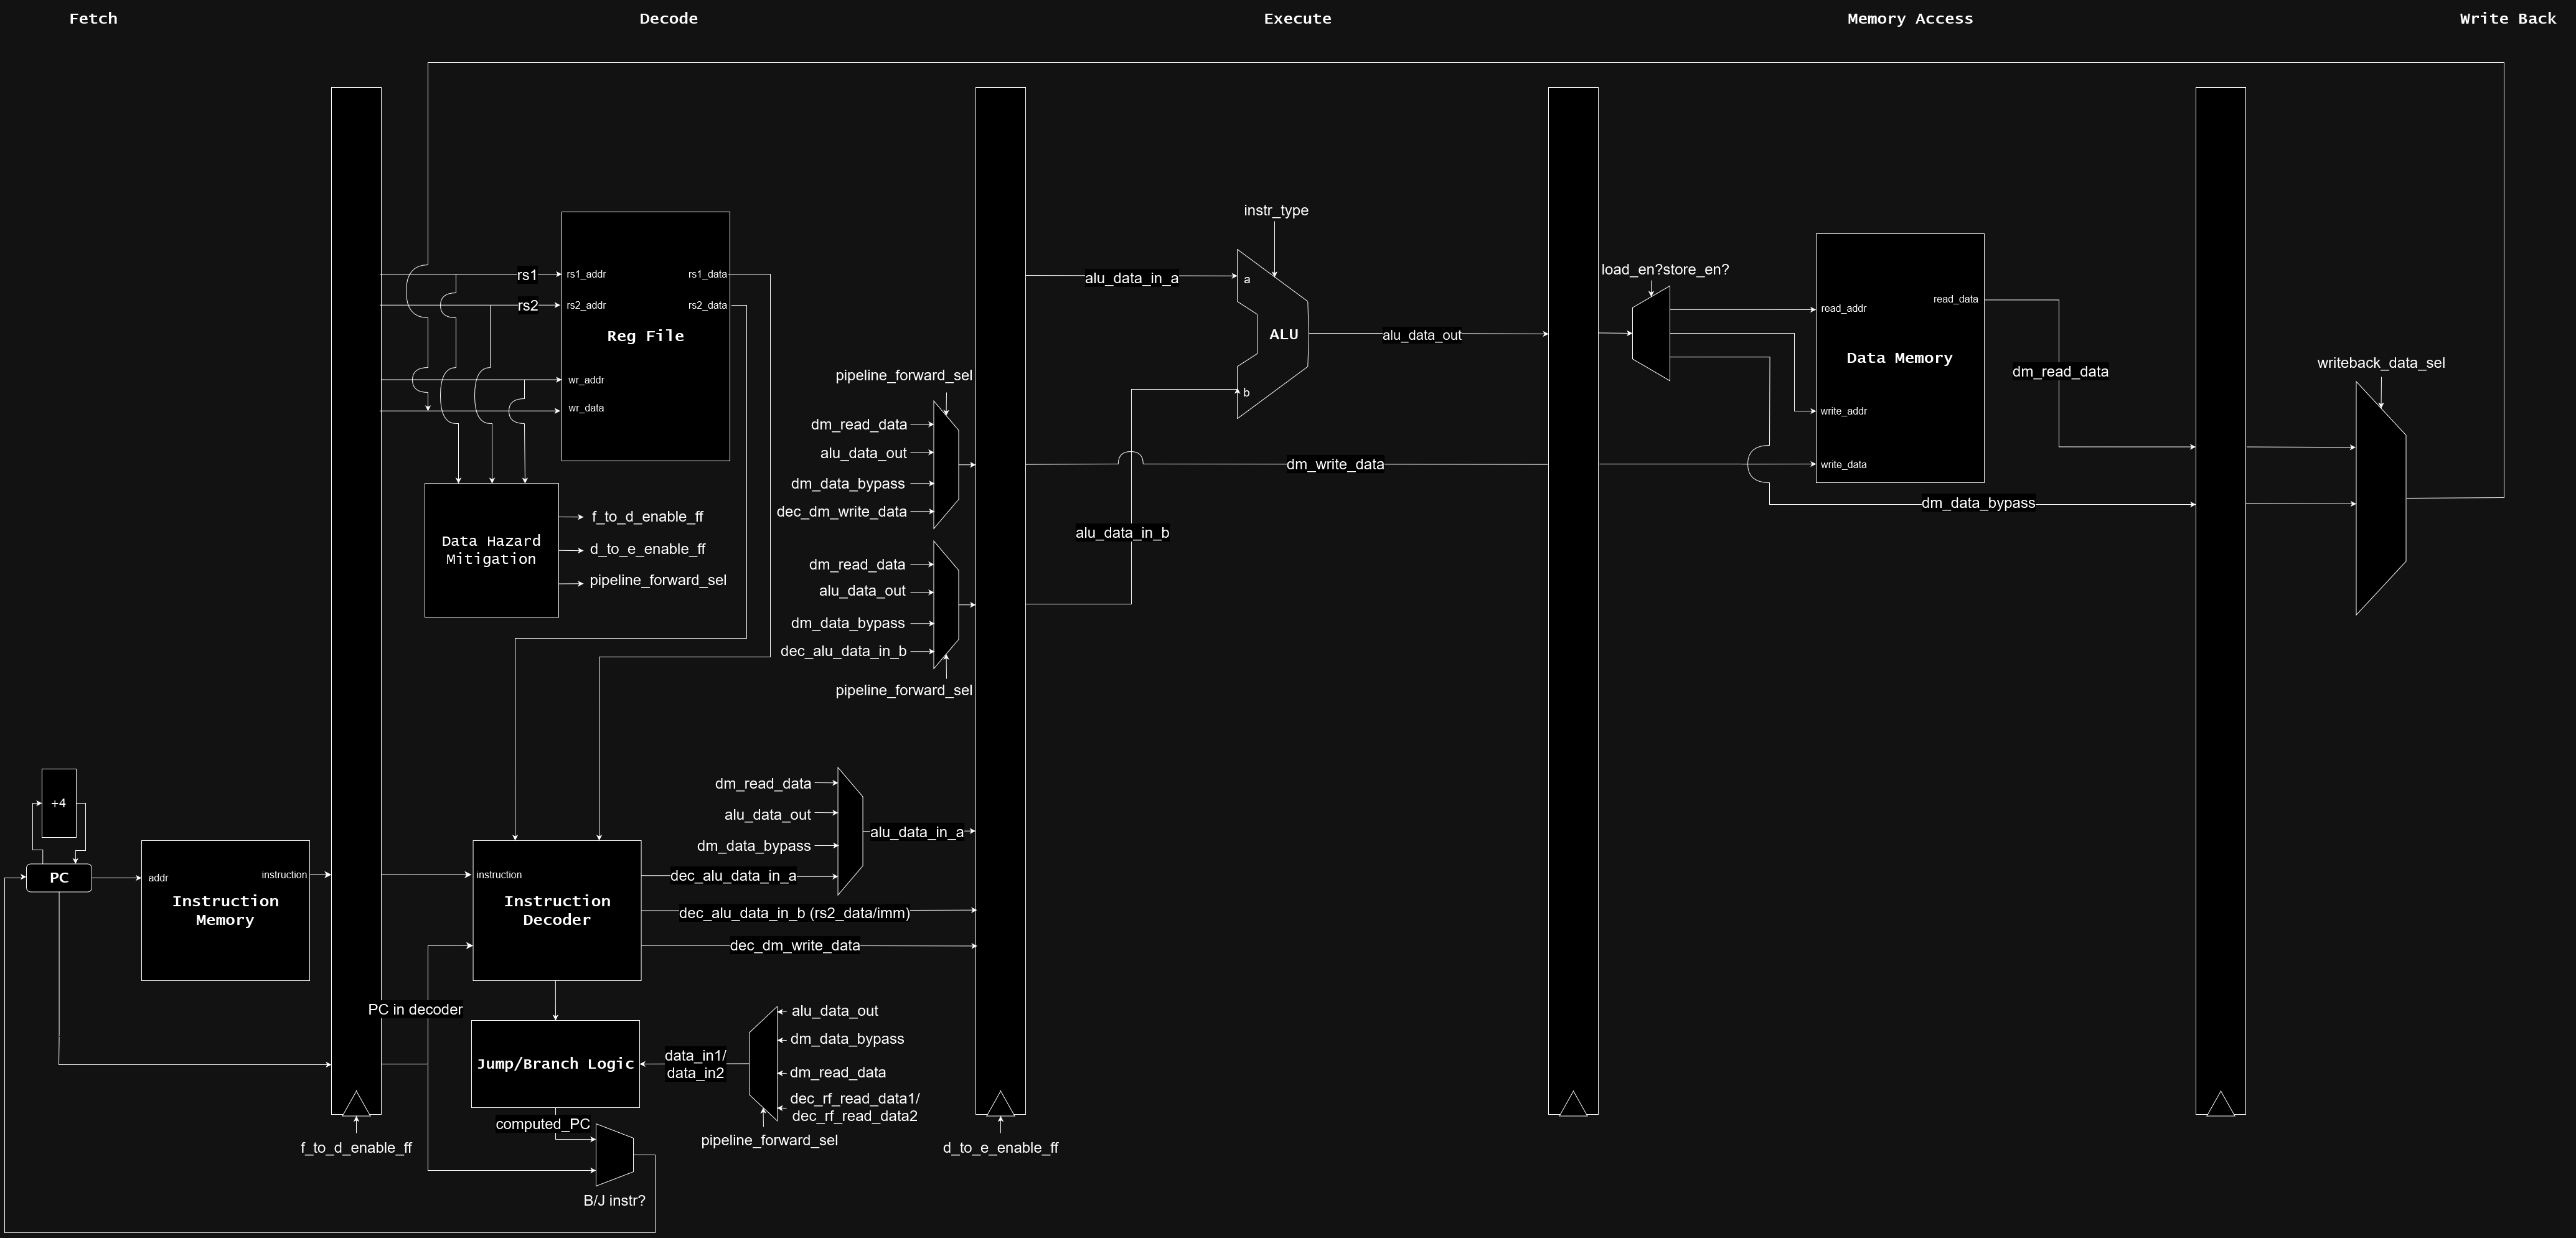 Fetch
Decode
Execute
Memory Access
Write Back
rs1
rs2
rs1_addr
rs2_addr
rs1_data
rs2_data
Reg File
wr_addr
wr_data
Data Hazard
Mitigation
f_to_d_enable_ff
d_to_e_enable_ff
pipeline_forward_sel
pipeline_forward_sel
dm_read_data
alu_data_out
dm_data_bypass
dec_dm_write_data
dm_read_data
alu_data_out
dm_data_bypass
dec_alu_data_in_b
pipeline_forward_sel
instr_type
alu_data_in_a
a
ALU
b
alu_data_out
dm_write_data
alu_data_in_b
load_en?store_en?
read_addr
read_data
Data Memory
write_addr
write_data
dm_read_data
dm_data_bypass
writeback_data_sel
+4
PC
addr
instruction
Instruction
Memory
instruction
Instruction
Decoder
dm_read_data
alu_data_out
dm_data_bypass
dec_alu_data_in_a
alu_data_in_a
dec_alu_data_in_b (rs2_data/imm)
dec_dm_write_data
PC in decoder
Jump/Branch Logic
data_in1/
data_in2
alu_data_out
dm_data_bypass
dm_read_data
dec_rf_read_data1/
dec_rf_read_data2
pipeline_forward_sel
computed_PC
B/J instr?
f_to_d_enable_ff
d_to_e_enable_ff